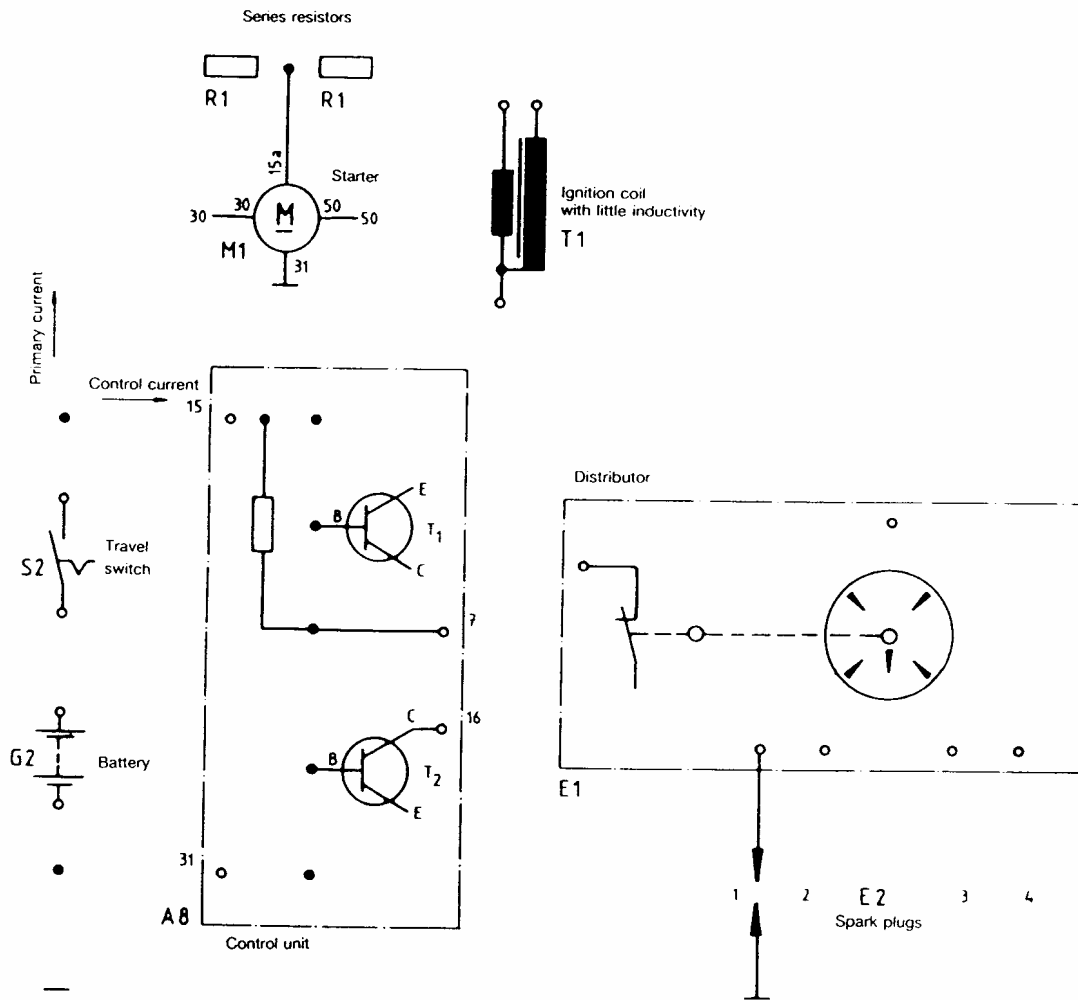 Series resistors
R1
R1
15a
Starter
30
30
M
50
50
M1
31
Ignition coil
with little inductivity
T1
Primary current
Control current
15
E
B
T1
C
S2
Travel
switch
7
Distributor
G2
Battery
C
16
B
T2
E
31
A8
Control unit
E1
1
2
E2
3
4
Spark plugs